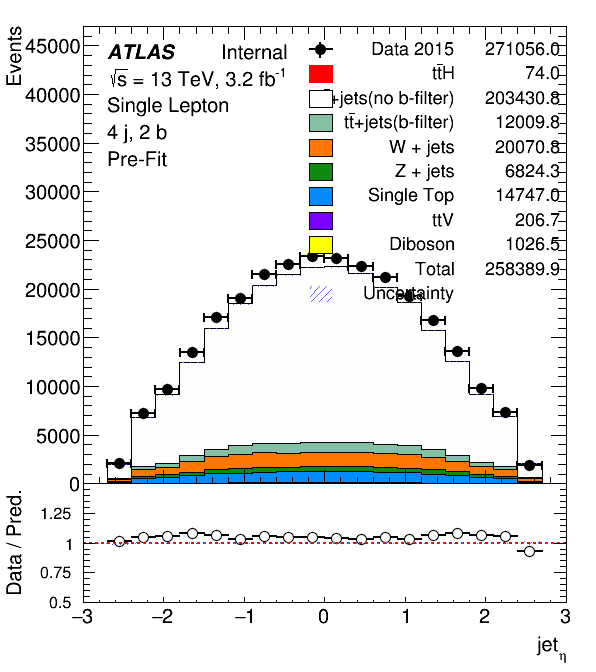 Events
45000
40000
35000
30000
25000
20000
15000
10000
5000
0
ATLAS Internal
√s = 13 TeV, 3.2 fb-1
Single Lepton
4 j, 2 b
Pre-Fit
Data 2015 271056.0
tt̄H 74.0
+jets(no b-filter) 203430.8
tt̄+jets(b-filter) 12009.8
W + jets 20070.8
Z + jets 6824.3
Single Top 14747.0
ttV 206.7
Diboson 1026.5
Total 258389.9
Uncertainty
Data / Pred.
1.25
1
0.75
0.5
−3 −2 −1 0 1 2 3
jetη